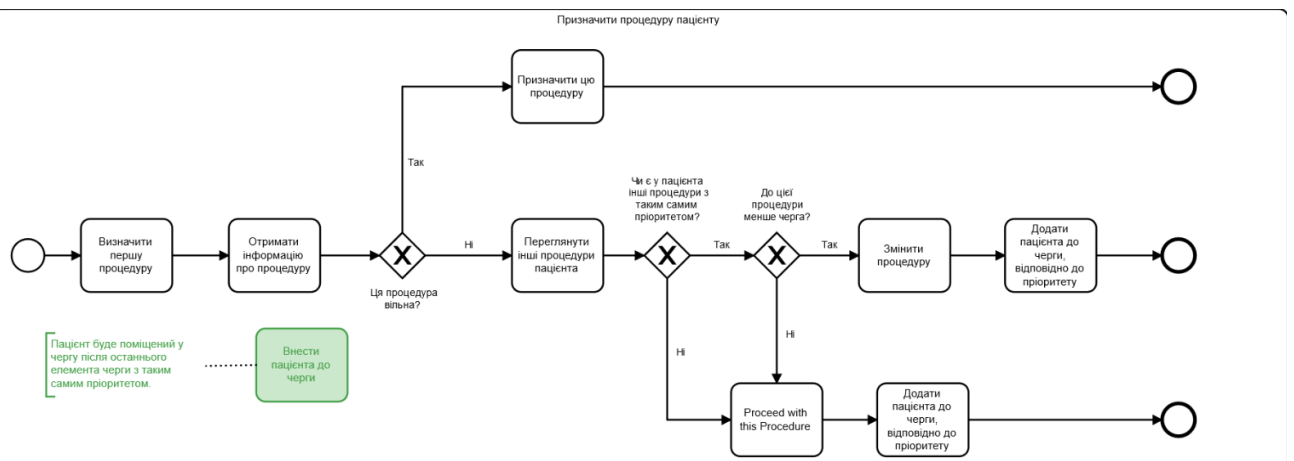 Призначити процедуру пацієнту
Призначити цю
процедуру
Так
Чи є у пацієнта
інші процедури з
таким самим
пріоритетом?
До цієї
процедури
менше черга?
Визначити
першу
процедуру
Отримати
інформацію
про процедуру
Ця процедура
вільна?
Ні
Переглянути
інші процедури
пацієнта
Так
Так
Змінити
процедуру
Додати
пацієнта до
черги,
відповідно до
пріоритету
Ні
Ні
Пацієнт буде поміщений у
чергу після останнього
елемента черги з таким
самим пріоритетом.
Внести
пацієнта до
черги
Proceed with
this Procedure
Додати
пацієнта до
черги,
відповідно до
пріоритету